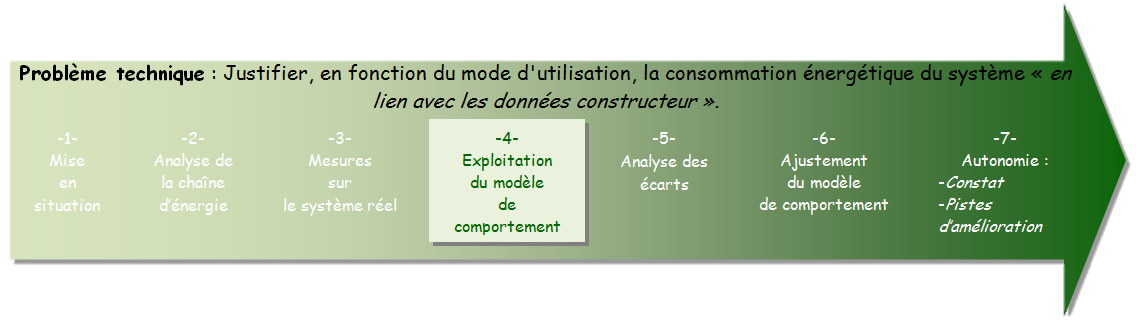 Problème technique : Justifier, en fonction du mode d'utilisation, la consommation énergétique du système « en
lien avec les données constructeur ».
-1-
Mise
en
situation
-2-
Analyse de
la chaîne
d'énergie
-3-
Mesures
sur
le système réel
-4-
Exploitation
du modèle
de
comportement
-5-
Analyse des
écarts
-6-
Ajustement
du modèle
de comportement
-7-
Autonomie :
-Constat
-Pistes
d'amélioration